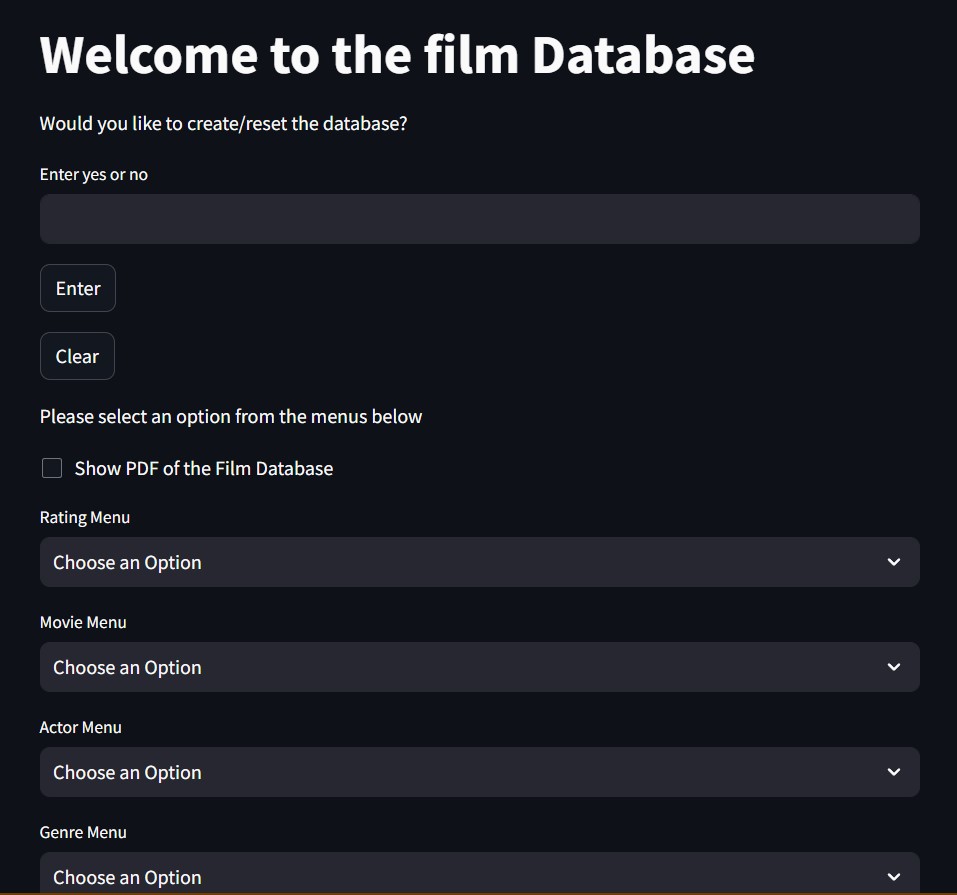 Welcome to the film Database
Would you like to create/reset the database?
Enter yes or no
Enter
Clear
Please select an option from the menus below
Show PDF of the Film Database
Rating Menu
Choose an Option
Movie Menu
Choose an Option
Actor Menu
Choose an Option
Genre Menu
Choose an Option